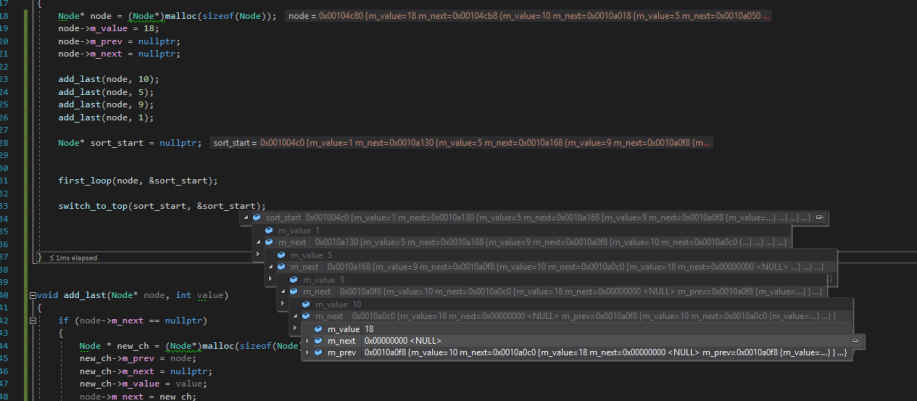 17 {
18 Node* node = (Node*)malloc(sizeof(Node)); node = 0x00104c80 {m_value=18 m_next=0x00104cb8 {m_value=10 m_next=0x0010a018 {m_value=5 m_next=0x0010a050 ...
19 node->m_value = 18;
20 node->m_prev = nullptr;
21 node->m_next = nullptr;
22
23 add_last(node, 10);
24 add_last(node, 5);
25 add_last(node, 9);
26 add_last(node, 1);
27
28 Node* sort_start = nullptr; sort_start = 0x001004c0 {m_value=1 m_next=0x0010a130 {m_value=5 m_next=0x0010a168 {m_value=9 m_next=0x0010a0f8 {m...
29
30
31 first_loop(node, &sort_start);
32
33 switch_to_top(sort_start, &sort_start);
34 sort_start 0x001004c0 {m_value=1 m_next=0x0010a130 {m_value=5 m_next=0x0010a168 {m_value=9 m_next=0x0010a0f8 {m_value=...} ...} ...} ...}
m_value 1
35 m_next 0x0010a130 {m_value=5 m_next=0x0010a168 {m_value=9 m_next=0x0010a0f8 {m_value=10 m_next=0x0010a0c0 {...} ...} ...} ...}
36 m_value 5
37 } ≤ 1ms elapsed
38 m_next 0x0010a168 {m_value=9 m_next=0x0010a0f8 {m_value=10 m_next=0x0010a0c0 {m_value=18 m_next=0x00000000 <NULL> ...} ...} ...}
39 m_value 9
m_next 0x0010a0f8 {m_value=10 m_next=0x0010a0c0 {m_value=18 m_next=0x00000000 <NULL> m_prev=0x0010a0f8 {m_value=...} } ...}
40 void add_last(Node* node, int value)
m_value 10
41 {
m_next 0x0010a0c0 {m_value=18 m_next=0x00000000 <NULL> m_prev=0x0010a0f8 {m_value=10 m_next=0x0010a0c0 {...} ...} }
42 if (node->m_next == nullptr)
m_value 18
43 {
m_next 0x00000000 <NULL>
44 Node * new_ch = (Node*)malloc(sizeof(Node
m_prev 0x0010a0f8 {m_value=10 m_next=0x0010a0c0 {m_value=18 m_next=0x00000000 <NULL> m_prev=0x0010a0f8 {m_value=...} } ...}
45 new_ch->m_prev = node;
46 new_ch->m_next = nullptr;
47 new_ch->m_value = value;
48 node->m_next = new_ch;